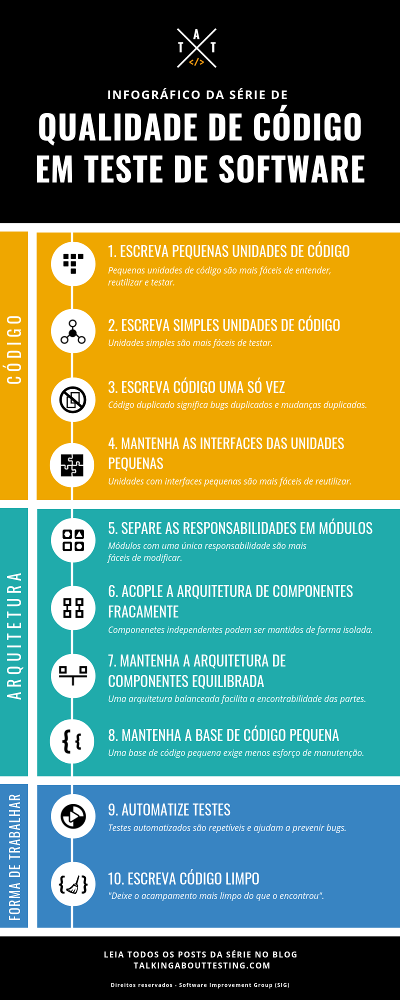 A
T T
</>
INFOGRÁFICO DA SÉRIE DE
QUALIDADE DE CÓDIGO
EM TESTE DE SOFTWARE
CÓDIGO
1. ESCREVA PEQUENAS UNIDADES DE CÓDIGO
Pequenas unidades de código são mais fáceis de entender,
reutilizar e testar.
2. ESCREVA SIMPLES UNIDADES DE CÓDIGO
Unidades simples são mais fáceis de testar.
3. ESCREVA CÓDIGO UMA SÓ VEZ
Código duplicado significa bugs duplicados e mudanças duplicadas.
4. MANTENHA AS INTERFACES DAS UNIDADES
PEQUENAS
Unidades com interfaces pequenas são mais fáceis de reutilizar.
ARQUITETURA
5. SEPARE AS RESPONSABILIDADES EM MÓDULOS
Módulos com uma única responsabilidade são mais
fáceis de modificar.
6. ACOPLE A ARQUITETURA DE COMPONENTES
FRACAMENTE
Componenetes independentes podem ser mantidos de forma isolada.
7. MANTENHA A ARQUITETURA DE
COMPONENTES EQUILIBRADA
Uma arquitetura balanceada facilita a encontrabilidade das partes.
8. MANTENHA A BASE DE CÓDIGO PEQUENA
Uma base de código pequena exige menos esforço de manutenção.
FORMA DE TRABALHAR
9. AUTOMATIZE TESTES
Testes automatizados são repetíveis e ajudam a prevenir bugs.
10. ESCREVA CÓDIGO LIMPO
"Deixe o acampamento mais limpo do que o encontrou".
LEIA TODOS OS POSTS DA SÉRIE NO BLOG
TALKINGABOUTTESTING.COM
Direitos reservados - Software Improvement Group (SIG)